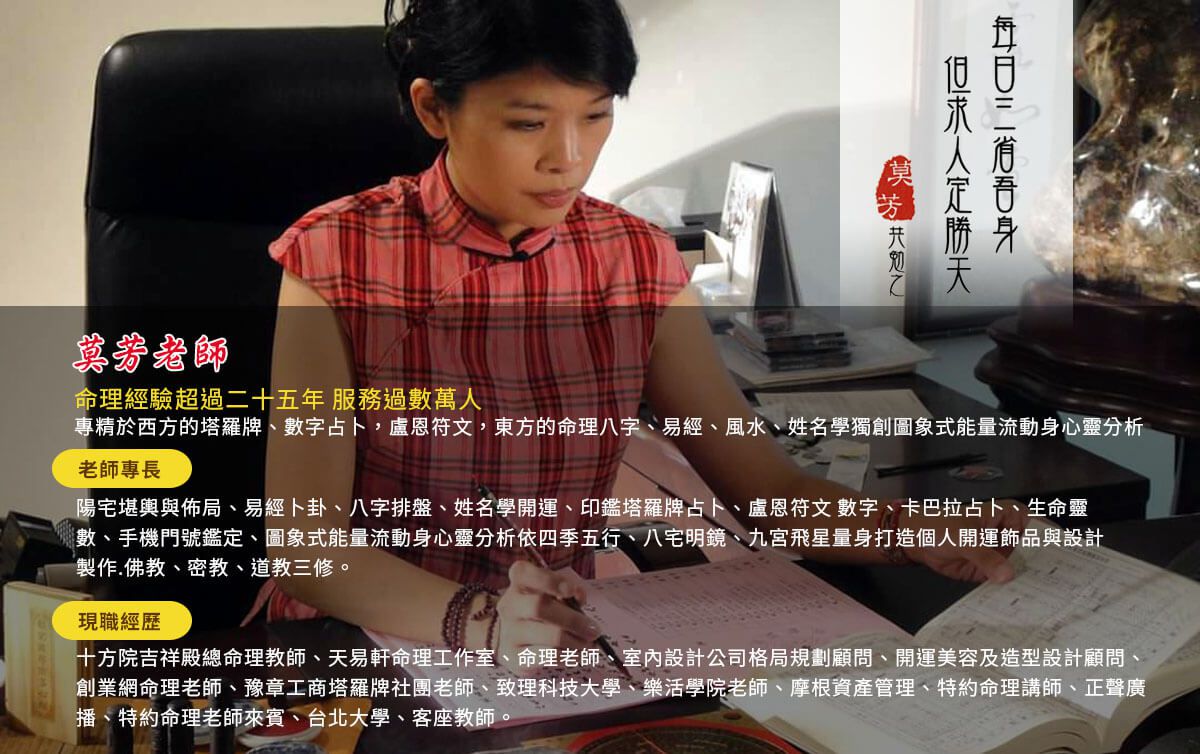 每日三省吾身
但求人定勝天
莫芳
共勉之
莫芳老師
命理經驗超過二十五年 服務過數萬人
專精於西方的塔羅牌、數字占卜，盧恩符文，東方的命理八字、易經、風水、姓名學獨創圖象式能量流動身心靈分析
老師專長
陽宅堪輿與佈局、易經卜卦、八字排盤、姓名學開運、印鑑塔羅牌占卜、盧恩符文 數字、卡巴拉占卜、生命靈
數、手機門號鑑定、圖象式能量流動身心靈分析依四季五行、八宅明鏡、九宮飛星量身打造個人開運飾品與設計
製作.佛教、密教、道教三修。
現職經歷
十方院吉祥殿總命理教師、天易軒命理工作室、命理老師、室內設計公司格局規劃顧問、開運美容及造型設計顧問、
創業網命理老師、豫章工商塔羅牌社團老師、致理科技大學、樂活學院老師、摩根資產管理、特約命理講師、正聲廣
播、特約命理老師來賓、台北大學、客座教師。